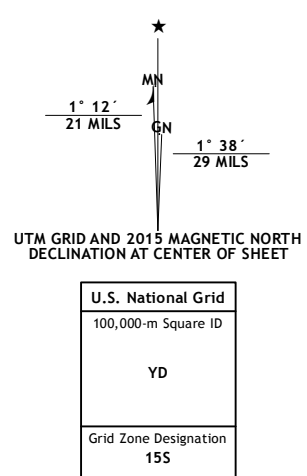 MN
1° 12´
21 MILS
GN
1° 38´
29 MILS
UTM GRID AND 2015 MAGNETIC NORTH
DECLINATION AT CENTER OF SHEET
U.S. National Grid
100,000-m Square ID
YD
Grid Zone Designation
15S